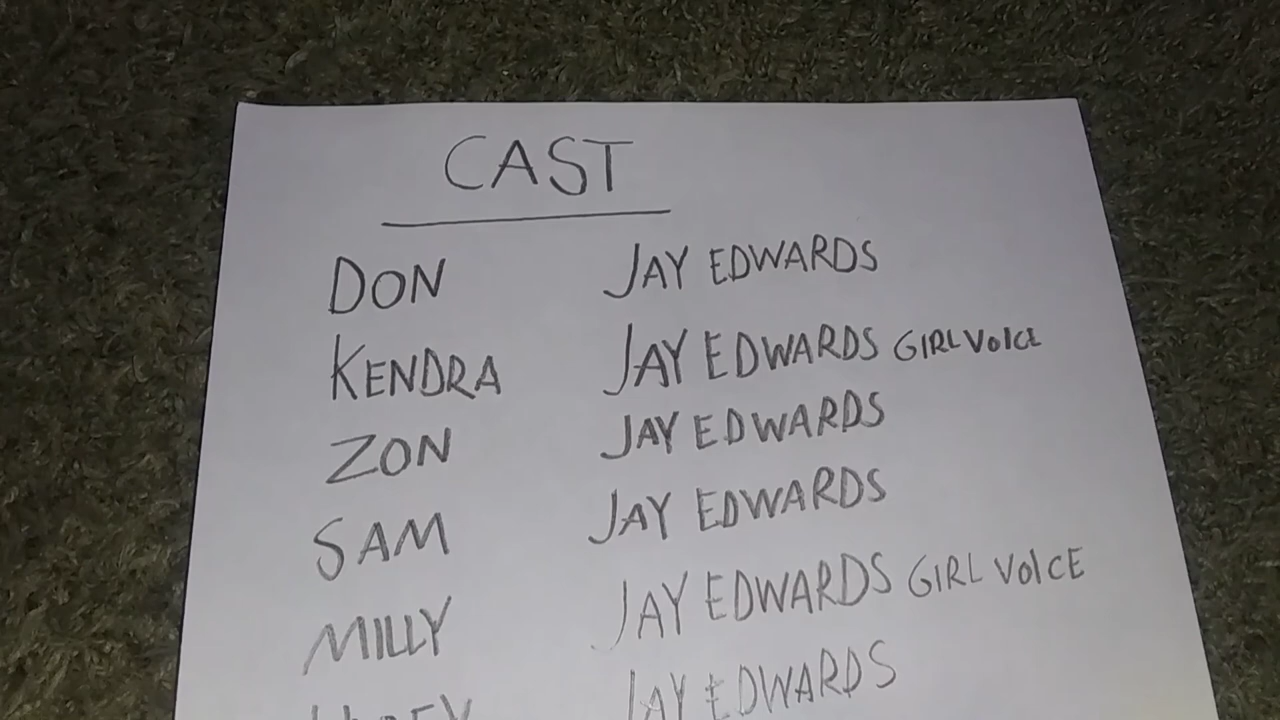 CAST
DON JAY EDWARDS
KENDRA JAY EDWARDS GIRL VOICE
ZON JAY EDWARDS
SAM JAY EDWARDS
MILLY JAY EDWARDS GIRL VOICE
JAY EDWARDS